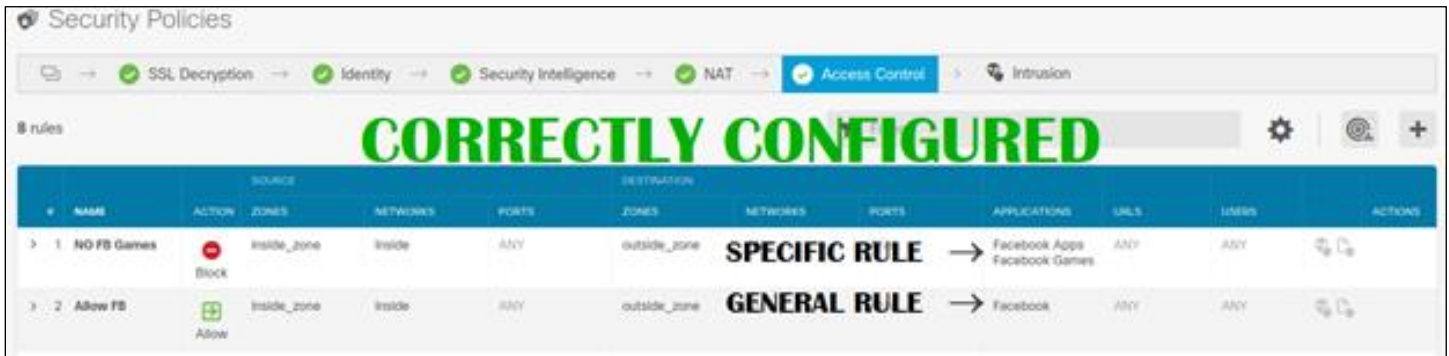 Security Policies
→ SSL Decryption → Identity → Security Intelligence → NAT → Access Control > Intrusion
8 rules
CORRECTLY CONFIGURED
SOURCE DESTINATION
# NAME ACTION ZONES NETWORKS PORTS ZONES NETWORKS PORTS APPLICATIONS URLS USERS ACTIONS
> 1 NO FB Games Block inside_zone Inside ANY outside_zone SPECIFIC RULE → Facebook Apps ANY ANY
Facebook Games
> 2 Allow FB Allow inside_zone Inside ANY outside_zone GENERAL RULE → Facebook ANY ANY